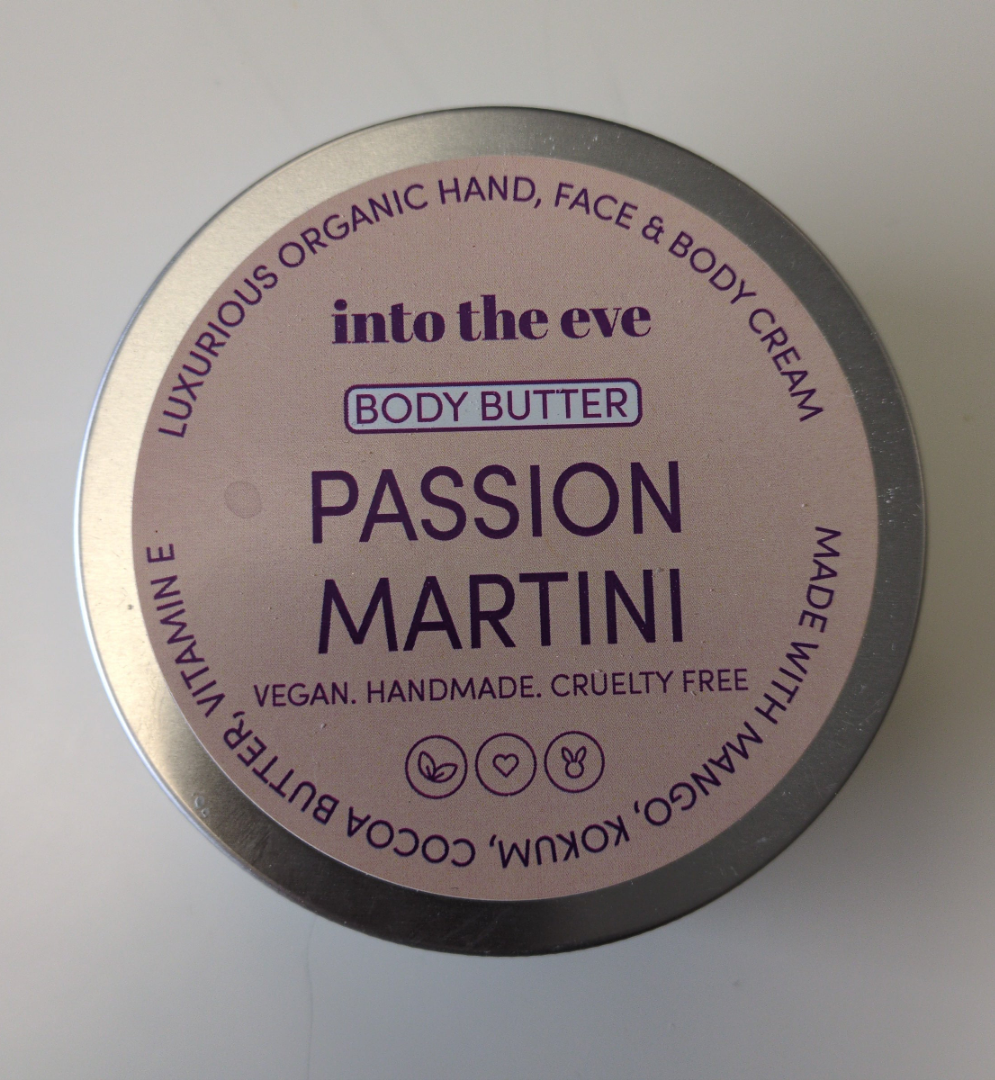 LUXURIOUS ORGANIC HAND, FACE & BODY CREAM
into the eve
BODY BUTTER
PASSION
MARTINI
VEGAN. HANDMADE. CRUELTY FREE
MADE WITH MANGO, KOKUM, COCOA BUTTER, VITAMIN E